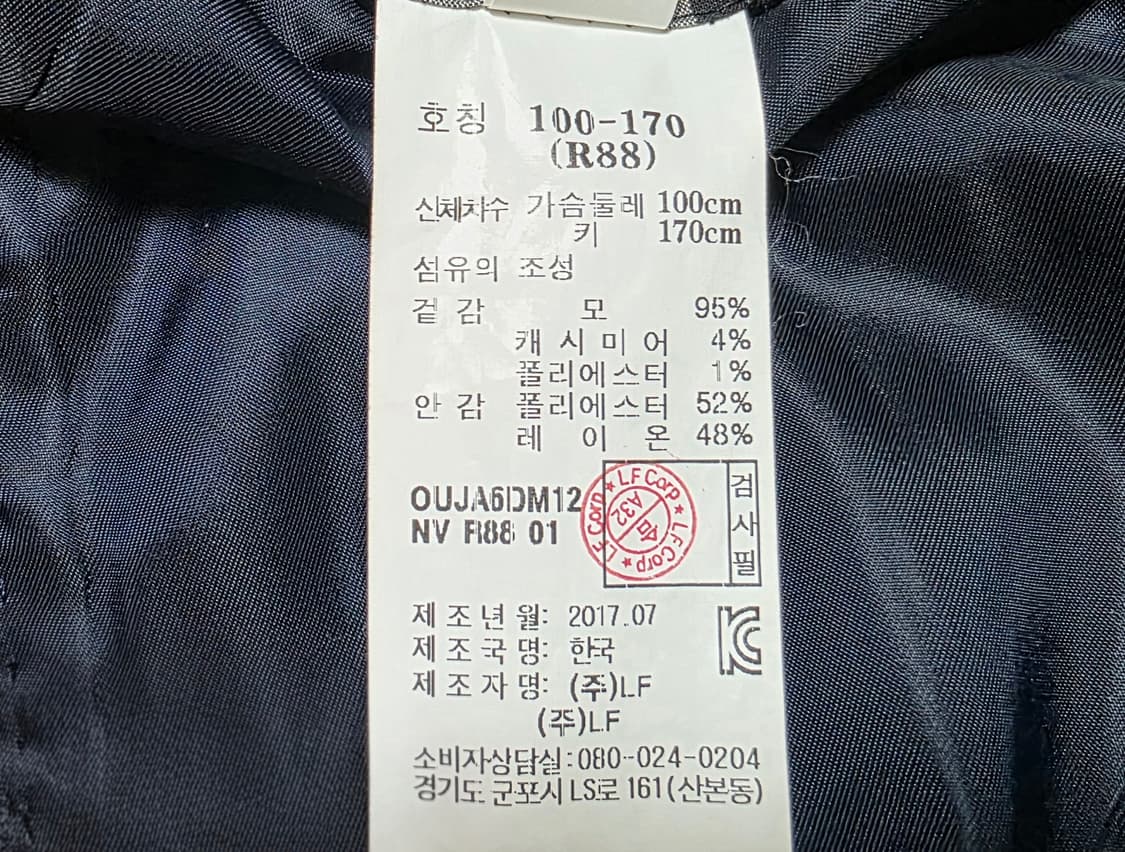 호칭 100-170
(R88)
신체치수 가슴둘레 100cm
키 170cm
섬유의 조성
겉감 모 95%
캐시미어 4%
폴리에스터 1%
안감 폴리에스터 52%
레이온 48%
OUJA6DM12
NV R88 01
LF Corp ★ LF Corp ★ LF Corp ★
A32
검사필
제조년월: 2017.07
제조국명: 한국
제조자명: (주)LF
(주)LF
소비자상담실:080-024-0204
경기도 군포시 LS로 161(산본동)